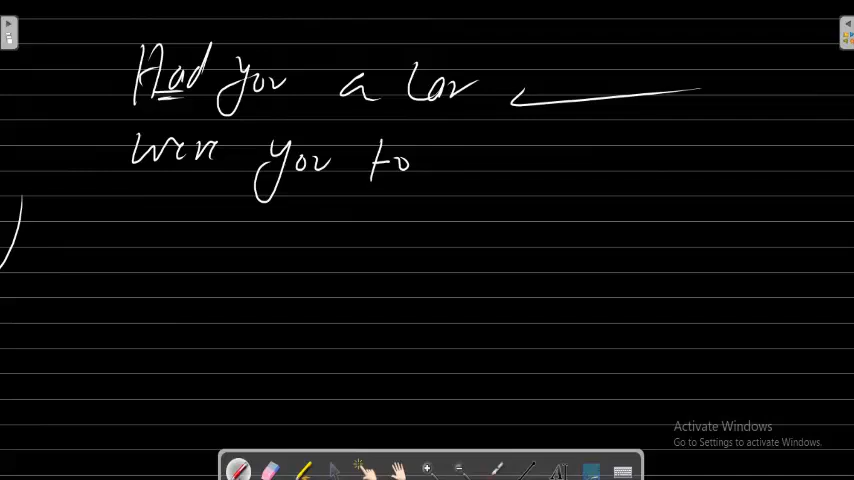 Had you a car
were you to
Activate Windows
Go to Settings to activate Windows.